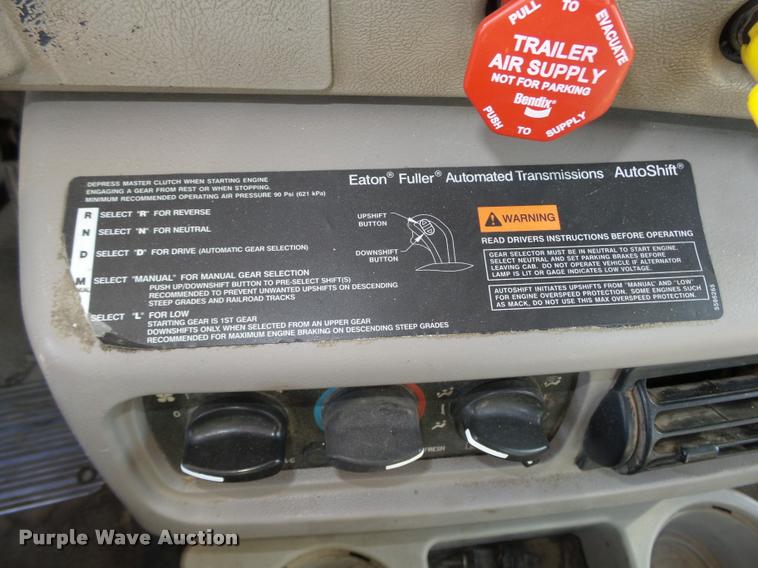 PULL TO EVACUATE
TRAILER
AIR SUPPLY
NOT FOR PARKING
Bendix®
PUSH TO SUPPLY
DEPRESS MASTER CLUTCH WHEN STARTING ENGINE
ENGAGING A GEAR FROM REST OR WHEN STOPPING.
MINIMUM RECOMMENDED OPERATING AIR PRESSURE 90 Psi (621 kPa)
Eaton® Fuller® Automated Transmissions AutoShift®
R SELECT "R" FOR REVERSE
N SELECT "N" FOR NEUTRAL
D SELECT "D" FOR DRIVE (AUTOMATIC GEAR SELECTION)
M SELECT "MANUAL" FOR MANUAL GEAR SELECTION
PUSH UP/DOWNSHIFT BUTTON TO PRE-SELECT SHIFT(S)
RECOMMENDED TO PREVENT UNWANTED UPSHIFTS ON DESCENDING
STEEP GRADES AND RAILROAD TRACKS
SELECT "L" FOR LOW
STARTING GEAR IS 1ST GEAR
DOWNSHIFTS ONLY, WHEN SELECTED FROM AN UPPER GEAR
RECOMMENDED FOR MAXIMUM ENGINE BRAKING ON DESCENDING STEEP GRADES
UPSHIFT
BUTTON
DOWNSHIFT
BUTTON
WARNING
READ DRIVERS INSTRUCTIONS BEFORE OPERATING
GEAR SELECTOR MUST BE IN NEUTRAL TO START ENGINE.
SELECT NEUTRAL AND SET PARKING BRAKES BEFORE
LEAVING CAB. DO NOT OPERATE VEHICLE IF ALTERNATOR
LAMP IS LIT OR GAGE INDICATES LOW VOLTAGE.
AUTOSHIFT INITIATES UPSHIFTS FROM "MANUAL" AND "LOW"
FOR ENGINE OVERSPEED PROTECTION. SOME ENGINES SUCH
AS MACK, DO NOT USE THIS MAX OVERSPEED PROTECTION.
O
FRESH
Purple Wave Auction